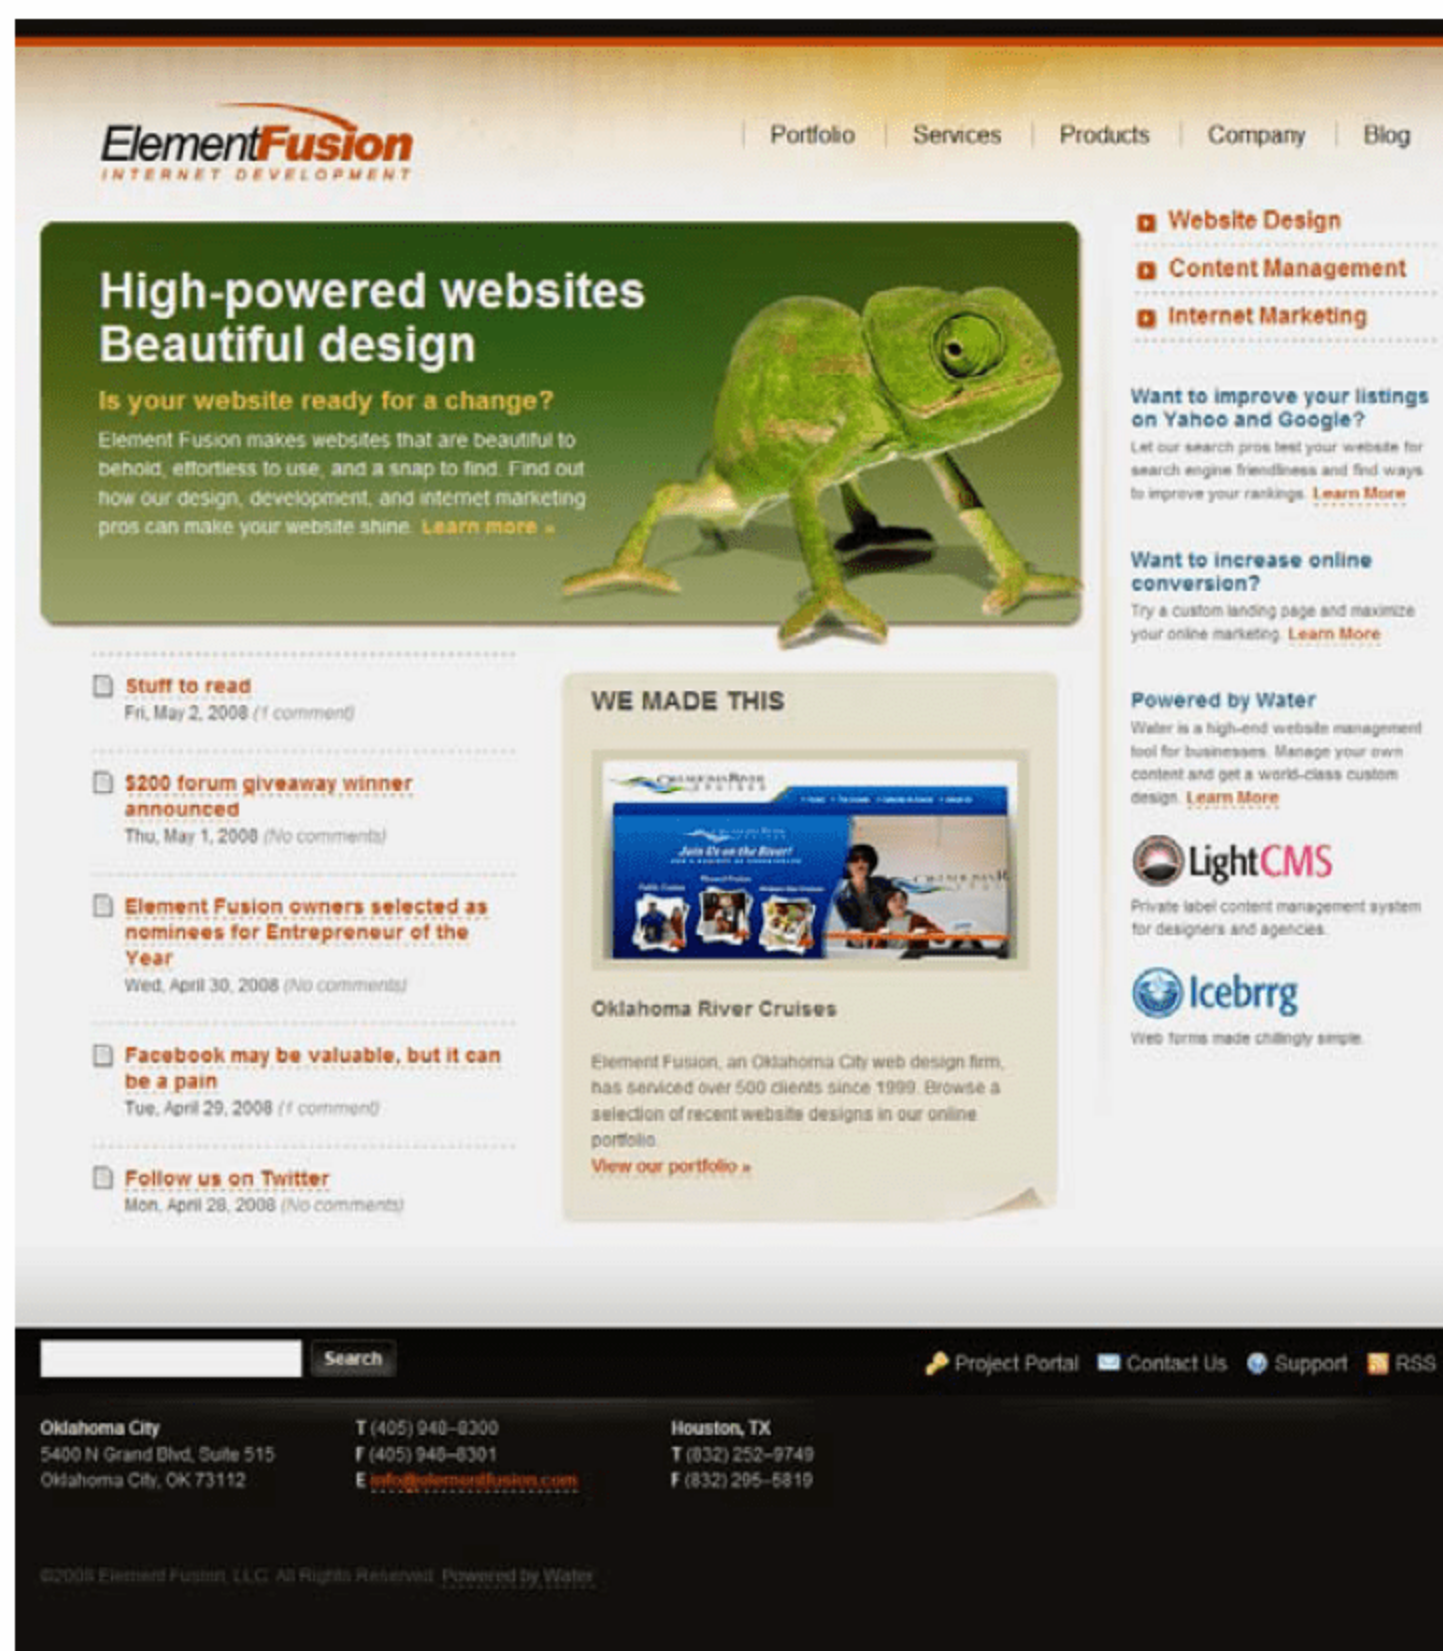 ElementFusion
INTERNET DEVELOPMENT
Portfolio
Services
Products
Company
Blog
High-powered websites
Beautiful design
Is your website ready for a change?
Element Fusion makes websites that are beautiful to
behold, effortless to use, and a snap to find. Find out
how our design, development, and internet marketing
pros can make your website shine. Learn more »
Website Design
Content Management
Internet Marketing
Want to improve your listings
on Yahoo and Google?
Let our search pros test your website for
search engine friendliness and find ways
to improve your rankings. Learn More
Want to increase online
conversion?
Try a custom landing page and maximize
your online marketing. Learn More
Powered by Water
Water is a high-end website management
tool for businesses. Manage your own
content and get a world-class custom
design. Learn More
LightCMS
Private label content management system
for designers and agencies.
Icebrrg
Web forms made chillingly simple.
Stuff to read
Fri, May 2, 2008 (1 comment)
$200 forum giveaway winner
announced
Thu, May 1, 2008 (No comments)
Element Fusion owners selected as
nominees for Entrepreneur of the
Year
Wed, April 30, 2008 (No comments)
Facebook may be valuable, but it can
be a pain
Tue, April 29, 2008 (1 comment)
Follow us on Twitter
Mon, April 28, 2008 (No comments)
WE MADE THIS
OKLAHOMA RIVER
CRUISES
Join Us on the River!
Oklahoma River Cruises
Element Fusion, an Oklahoma City web design firm,
has serviced over 500 clients since 1999. Browse a
selection of recent website designs in our online
portfolio.
View our portfolio »
Search
Project Portal
Contact Us
Support
RSS
Oklahoma City
5400 N Grand Blvd, Suite 515
Oklahoma City, OK 73112
T (405) 948-8300
F (405) 948-8301
E info@elementfusion.com
Houston, TX
T (832) 252-9749
F (832) 295-5819
©2008 Element Fusion, LLC. All Rights Reserved. Powered by Water